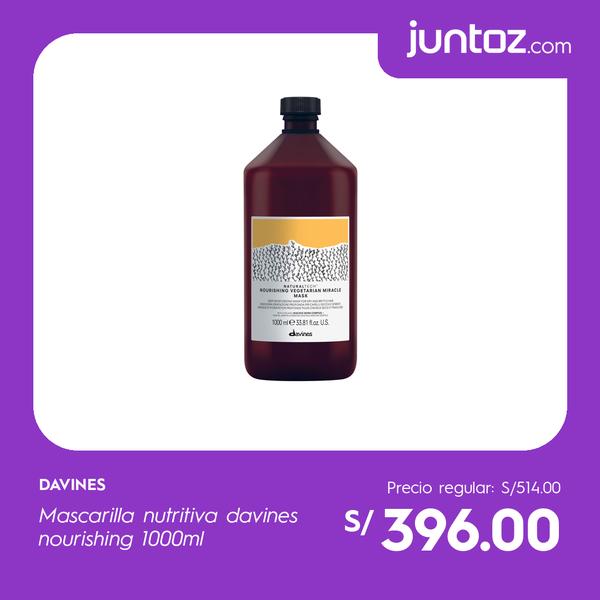 juntoz.com
NATURALTECH
NOURISHING VEGETARIAN MIRACLE
MASK
1000 ml e 33.81 fl.oz. U.S.
davines
DAVINES
Mascarilla nutritiva davines
nourishing 1000ml
Precio regular: S/514.00
S/ 396.00